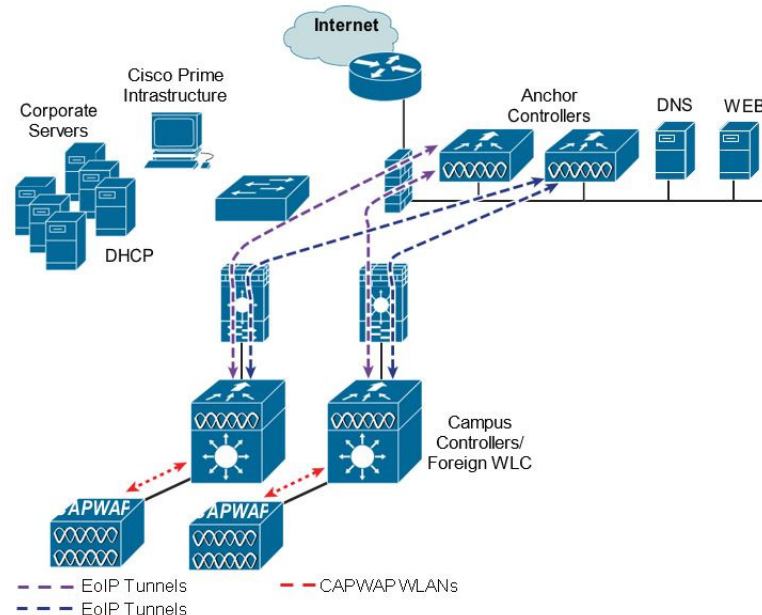 Internet
Cisco Prime
Intrastructure
Corporate
Servers
Anchor
Controllers
DNS
WEB
DHCP
Campus
Controllers/
Foreign WLC
CAPWAP
CAPWAP
EoIP Tunnels
CAPWAP WLANs
EoIP Tunnels